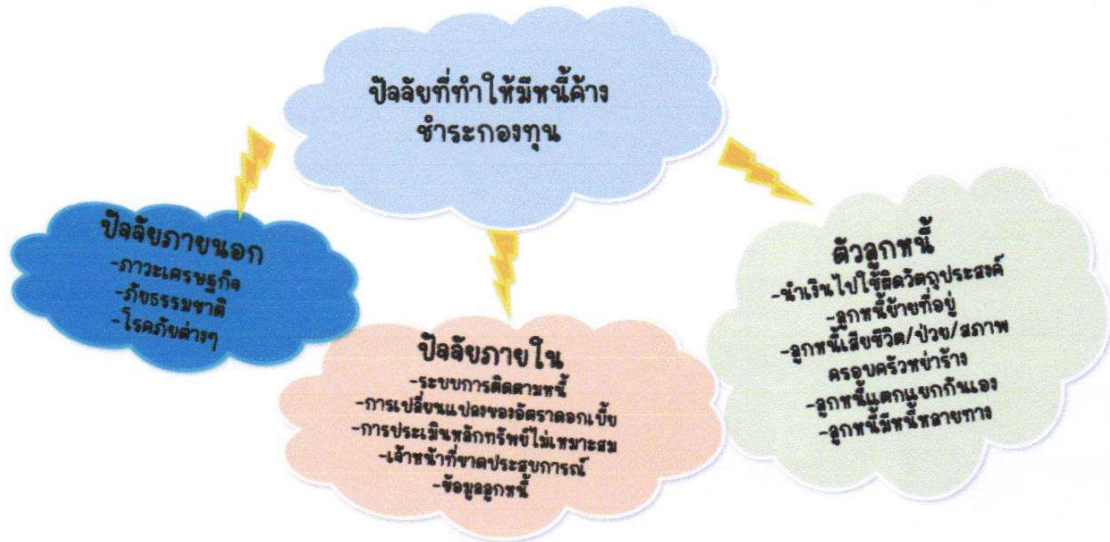 ปัจจัยที่ทำให้มีหนี้ค้าง
ชำระกองทุน
ปัจจัยภายนอก
-ภาวะเศรษฐกิจ
-ภัยธรรมชาติ
-โรคภัยต่างๆ
ปัจจัยภายใน
-ระบบการติดตามหนี้
-การเปลี่ยนแปลงของอัตราดอกเบี้ย
-การประเมินหลักทรัพย์ไม่เหมาะสม
-เจ้าหน้าที่ขาดประสบการณ์
-ข้อมูลลูกหนี้
ตัวลูกหนี้
-นำเงินไปใช้ผิดวัตถุประสงค์
-ลูกหนี้ย้ายที่อยู่
-ลูกหนี้เสียชีวิต/ป่วย/สภาพ
ครอบครัวหย่าร้าง
-ลูกหนี้แตกแยกกันเอง
-ลูกหนี้มีหนี้หลายทาง